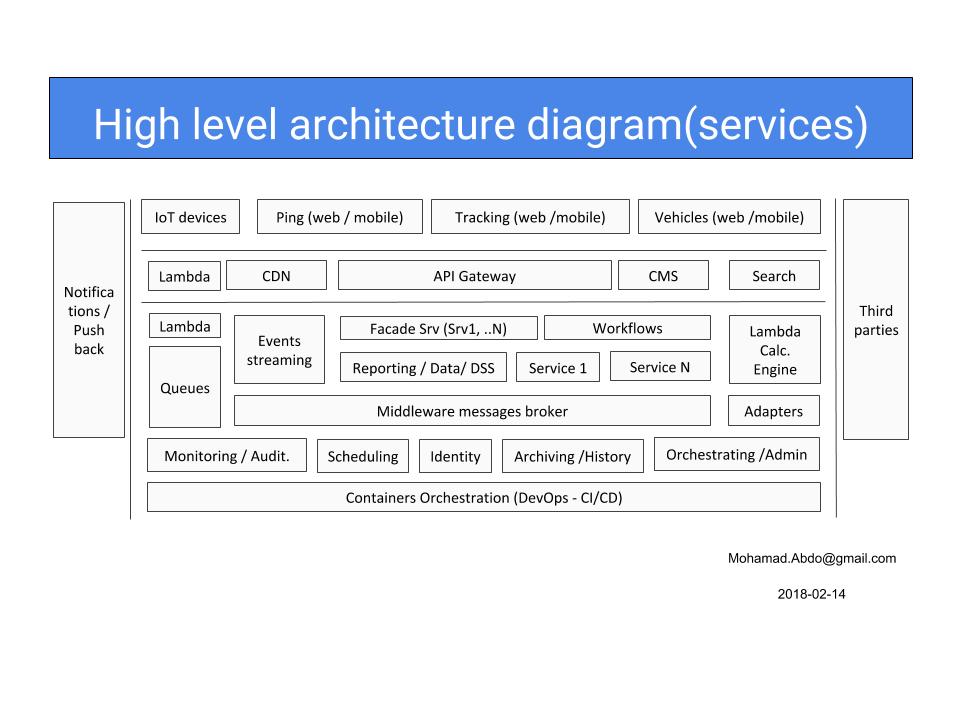 High level architecture diagram(services)
IoT devices
Ping (web / mobile)
Tracking (web /mobile)
Vehicles (web /mobile)
Notifica
tions /
Push
back
Lambda
CDN
API Gateway
CMS
Search
Third
parties
Lambda
Events
streaming
Facade Srv (Srv1, ..N)
Workflows
Lambda
Calc.
Engine
Queues
Reporting / Data/ DSS
Service 1
Service N
Middleware messages broker
Adapters
Monitoring / Audit.
Scheduling
Identity
Archiving /History
Orchestrating /Admin
Containers Orchestration (DevOps - CI/CD)
Mohamad.Abdo@gmail.com
2018-02-14